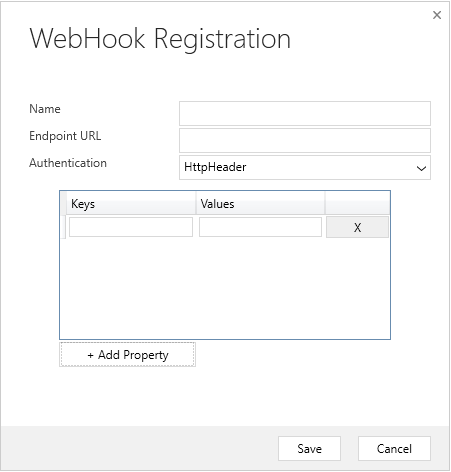 WebHook Registration
Name
Endpoint URL
Authentication HttpHeader
Keys Values
X
+ Add Property
Save Cancel